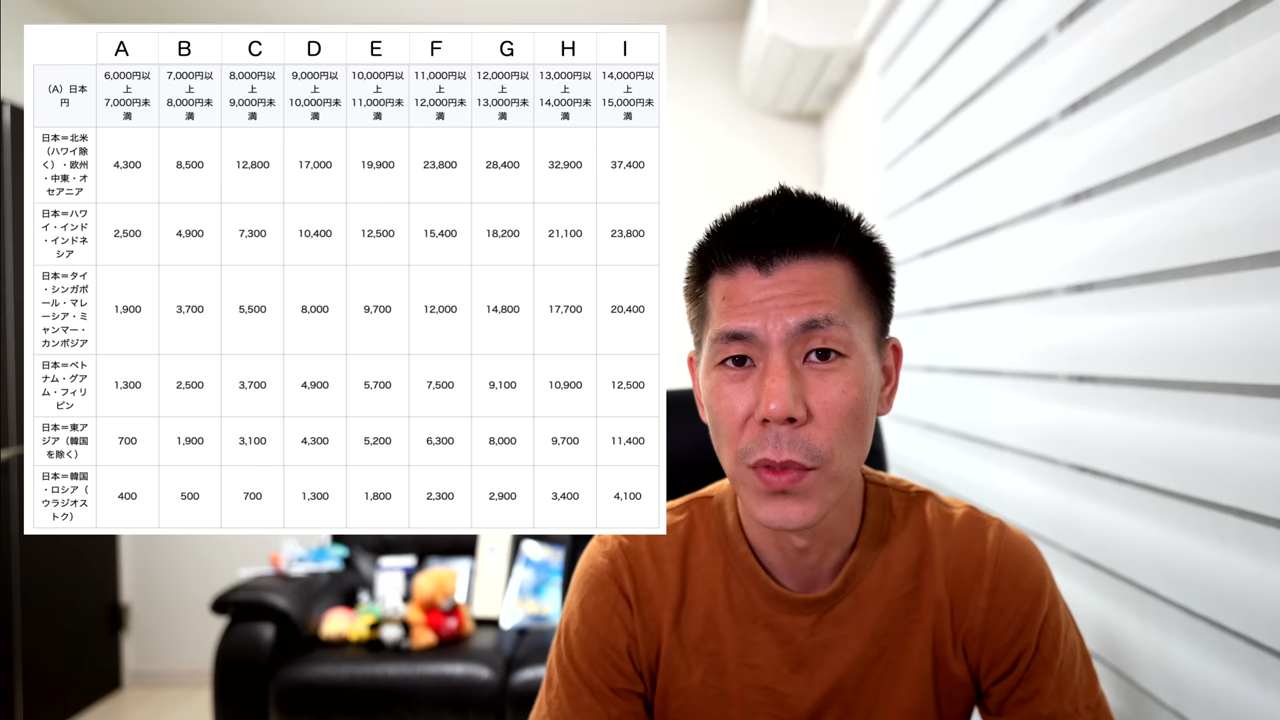 A B C D E F G H I
(A)日本
円
6,000円以
上
7,000円未
満
7,000円以
上
8,000円未
満
8,000円以
上
9,000円未
満
9,000円以
上
10,000円未
満
10,000円以
上
11,000円未
満
11,000円以
上
12,000円未
満
12,000円以
上
13,000円未
満
13,000円以
上
14,000円未
満
14,000円以
上
15,000円未
満
日本＝北米
（ハワイ除
く）・欧州
・中東・オ
セアニア
4,300 8,500 12,800 17,000 19,900 23,800 28,400 32,900 37,400
日本＝ハワ
イ・インド
・インドネ
シア
2,500 4,900 7,300 10,400 12,500 15,400 18,200 21,100 23,800
日本＝タイ
・シンガポ
ール・マレ
ーシア・ミ
ャンマー・
カンボジア
1,900 3,700 5,500 8,000 9,700 12,000 14,800 17,700 20,400
日本＝ベト
ナム・グア
ム・フィリ
ピン
1,300 2,500 3,700 4,900 5,700 7,500 9,100 10,900 12,500
日本＝東ア
ジア（韓国
を除く）
700 1,900 3,100 4,300 5,200 6,300 8,000 9,700 11,400
日本＝韓国
・ロシア（
ウラジオス
トク）
400 500 700 1,300 1,800 2,300 2,900 3,400 4,100